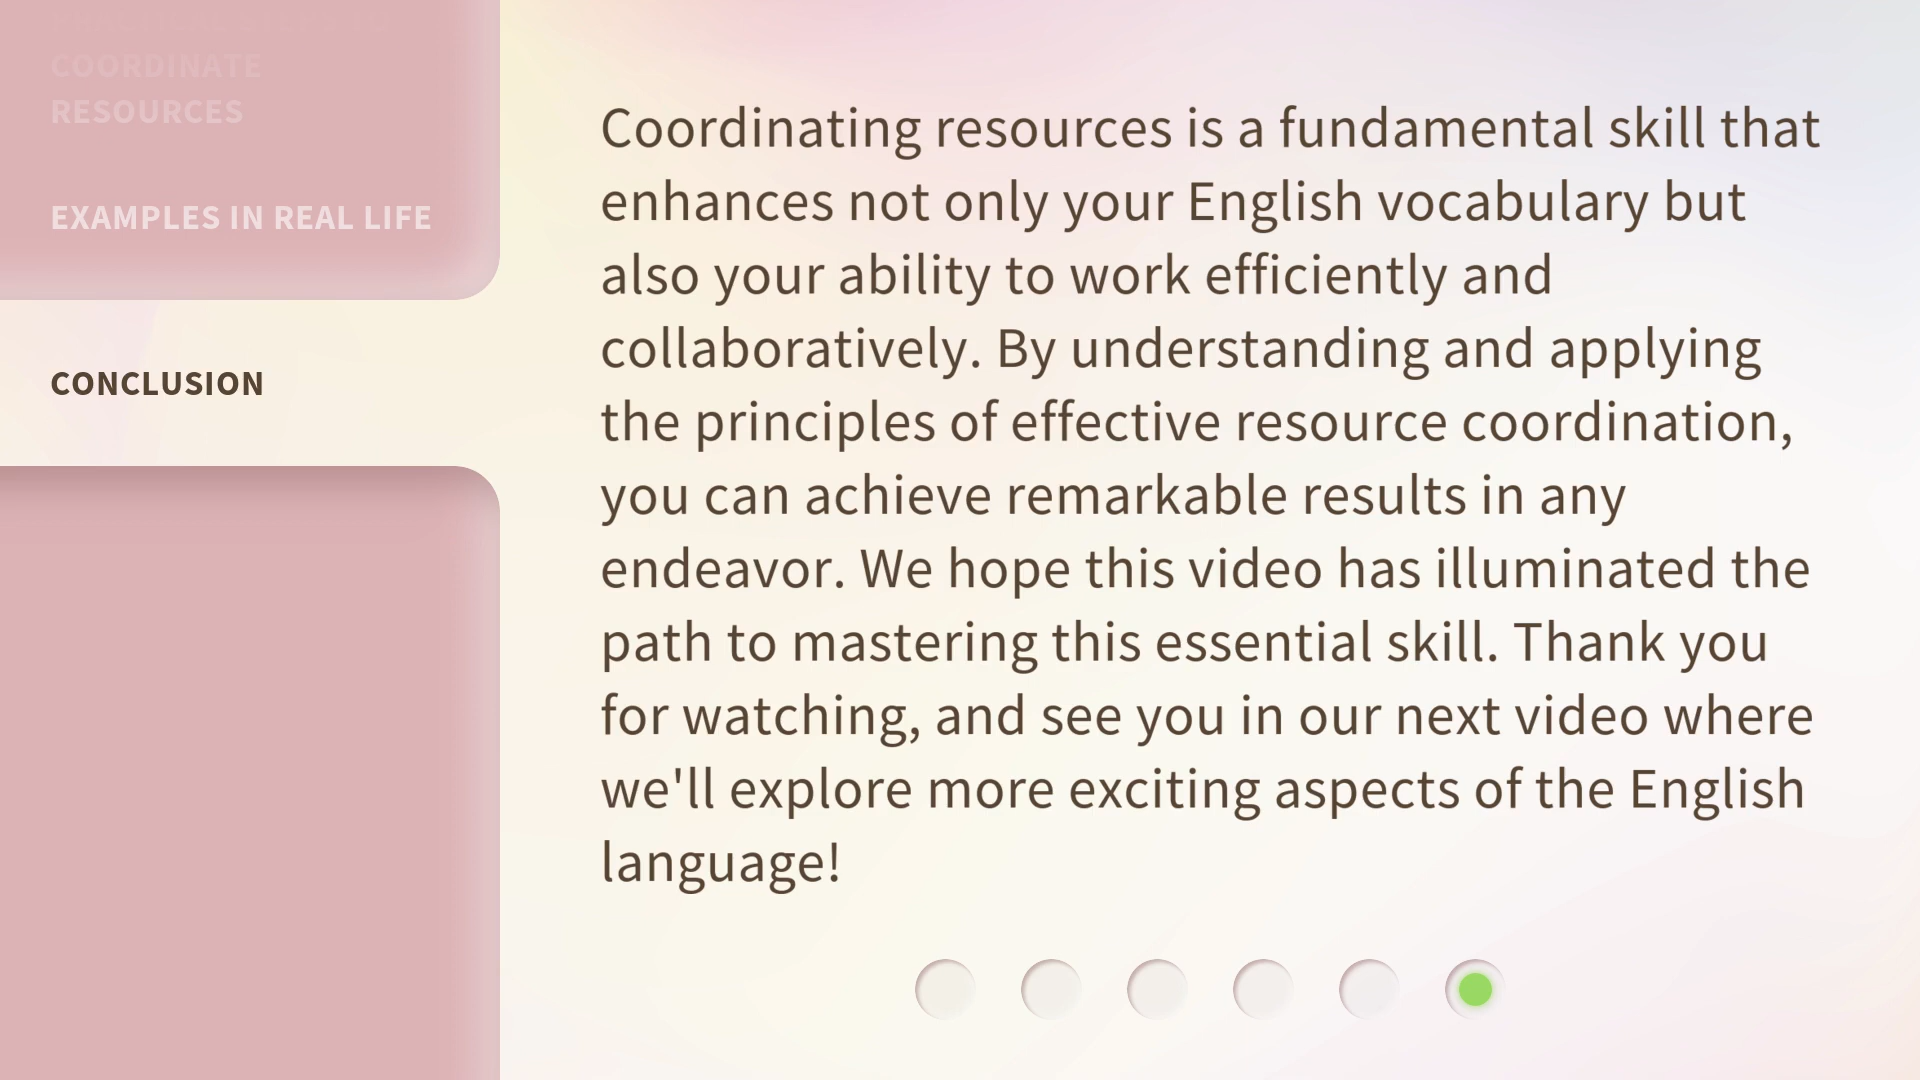 COORDINATE
RESOURCES
EXAMPLES IN REAL LIFE
CONCLUSION
Coordinating resources is a fundamental skill that
enhances not only your English vocabulary but
also your ability to work efficiently and
collaboratively. By understanding and applying
the principles of effective resource coordination,
you can achieve remarkable results in any
endeavor. We hope this video has illuminated the
path to mastering this essential skill. Thank you
for watching, and see you in our next video where
we'll explore more exciting aspects of the English
language!